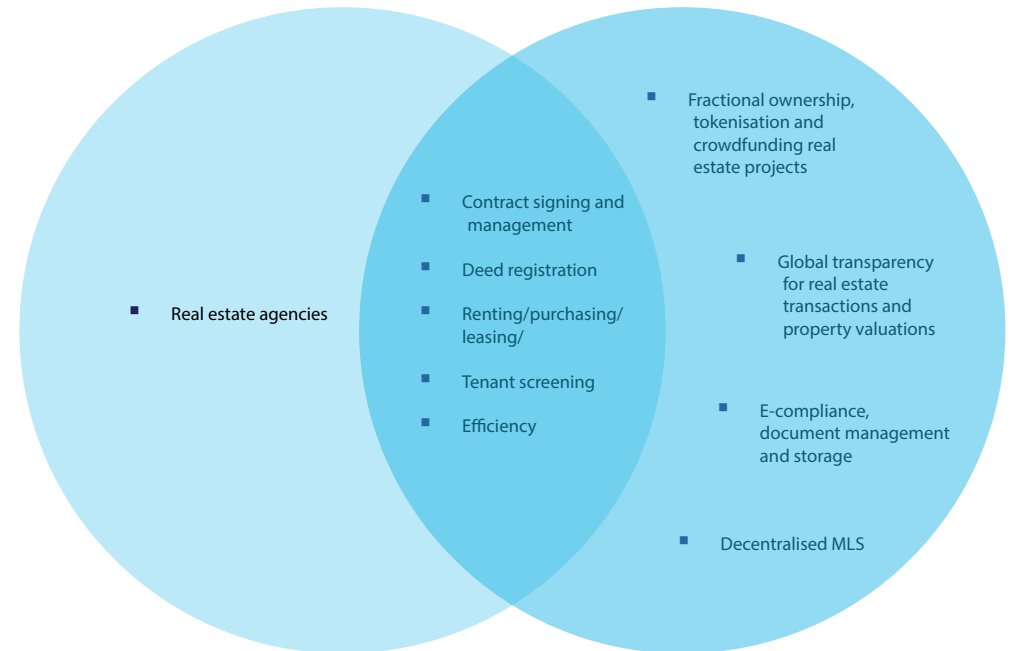 Real estate agencies
Contract signing and
management
Deed registration
Renting/purchasing/
leasing/
Tenant screening
Efficiency
Fractional ownership,
tokenisation and
crowdfunding real
estate projects
Global transparency
for real estate
transactions and
property valuations
E-compliance,
document management
and storage
Decentralised MLS